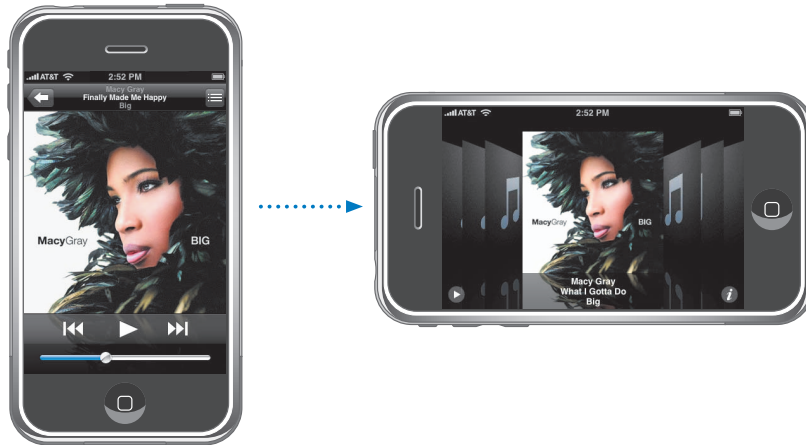 AT&T 2:52 PM
Macy Gray
Finally Made Me Happy
Big
MacyGray BIG
AT&T 2:52 PM
MacyGray BIG
Macy Gray
What I Gotta Do
Big
i